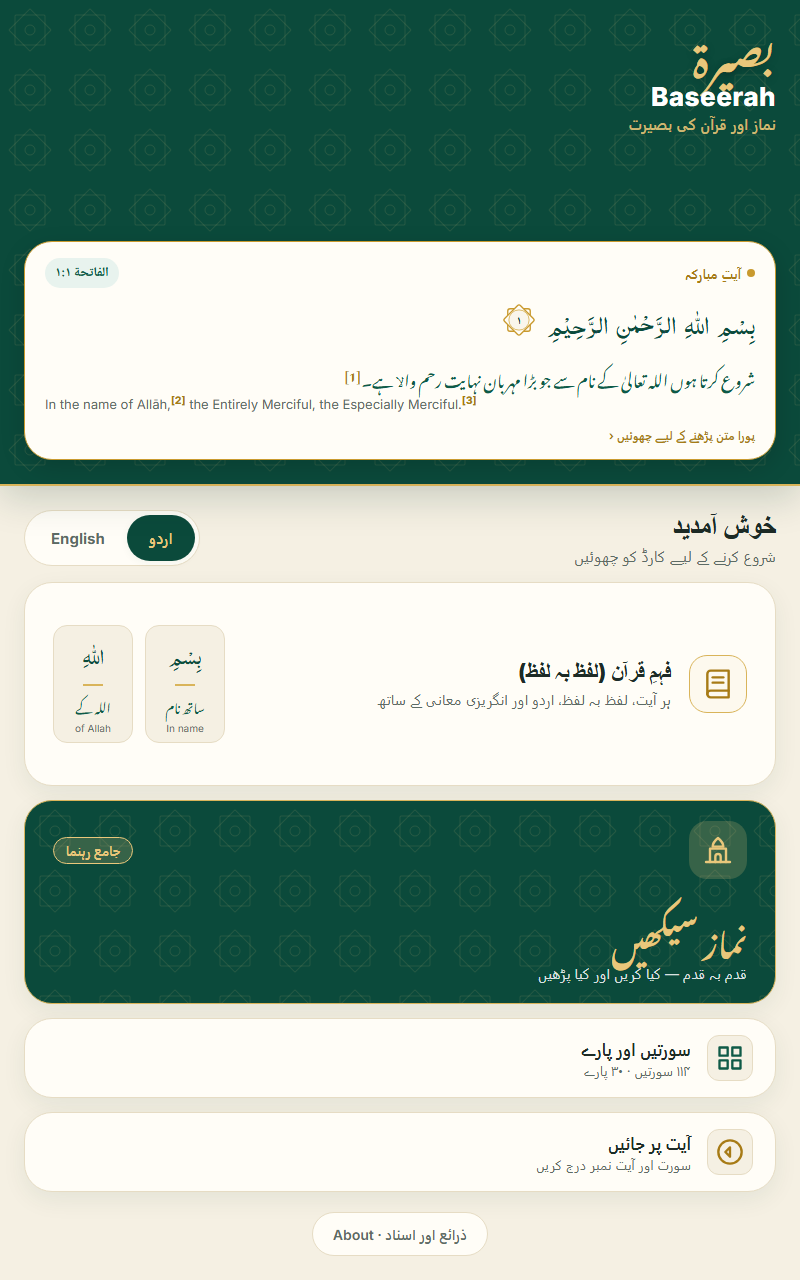 بصيرة
Baseerah
نماز اور قرآن کی بصیرت
آیتِ مبارکہ
الفاتحة ۱:۱
بِسْمِ اللّٰهِ الرَّحْمٰنِ الرَّحِيْمِ ۱
شروع کرتا ہوں اللہ تعالیٰ کے نام سے جو بڑا مہربان نہایت رحم والا ہے۔[1]
In the name of Allāh,[2] the Entirely Merciful, the Especially Merciful.[3]
پورا متن پڑھنے کے لیے چھوئیں ›
خوش آمدید
شروع کرنے کے لیے کارڈ کو چھوئیں
اردو
English
فہمِ قرآن (لفظ بہ لفظ)
ہر آیت، لفظ بہ لفظ، اردو اور انگریزی معانی کے ساتھ
بِسْمِ
ساتھ نام
In name
اللّٰهِ
اللہ کے
of Allah
جامع رہنما
نماز سیکھیں
قدم بہ قدم — کیا کریں اور کیا پڑھیں
سورتیں اور پارے
۱۱۴ سورتیں · ۳۰ پارے
آیت پر جائیں
سورت اور آیت نمبر درج کریں
ذرائع اور اسناد · About